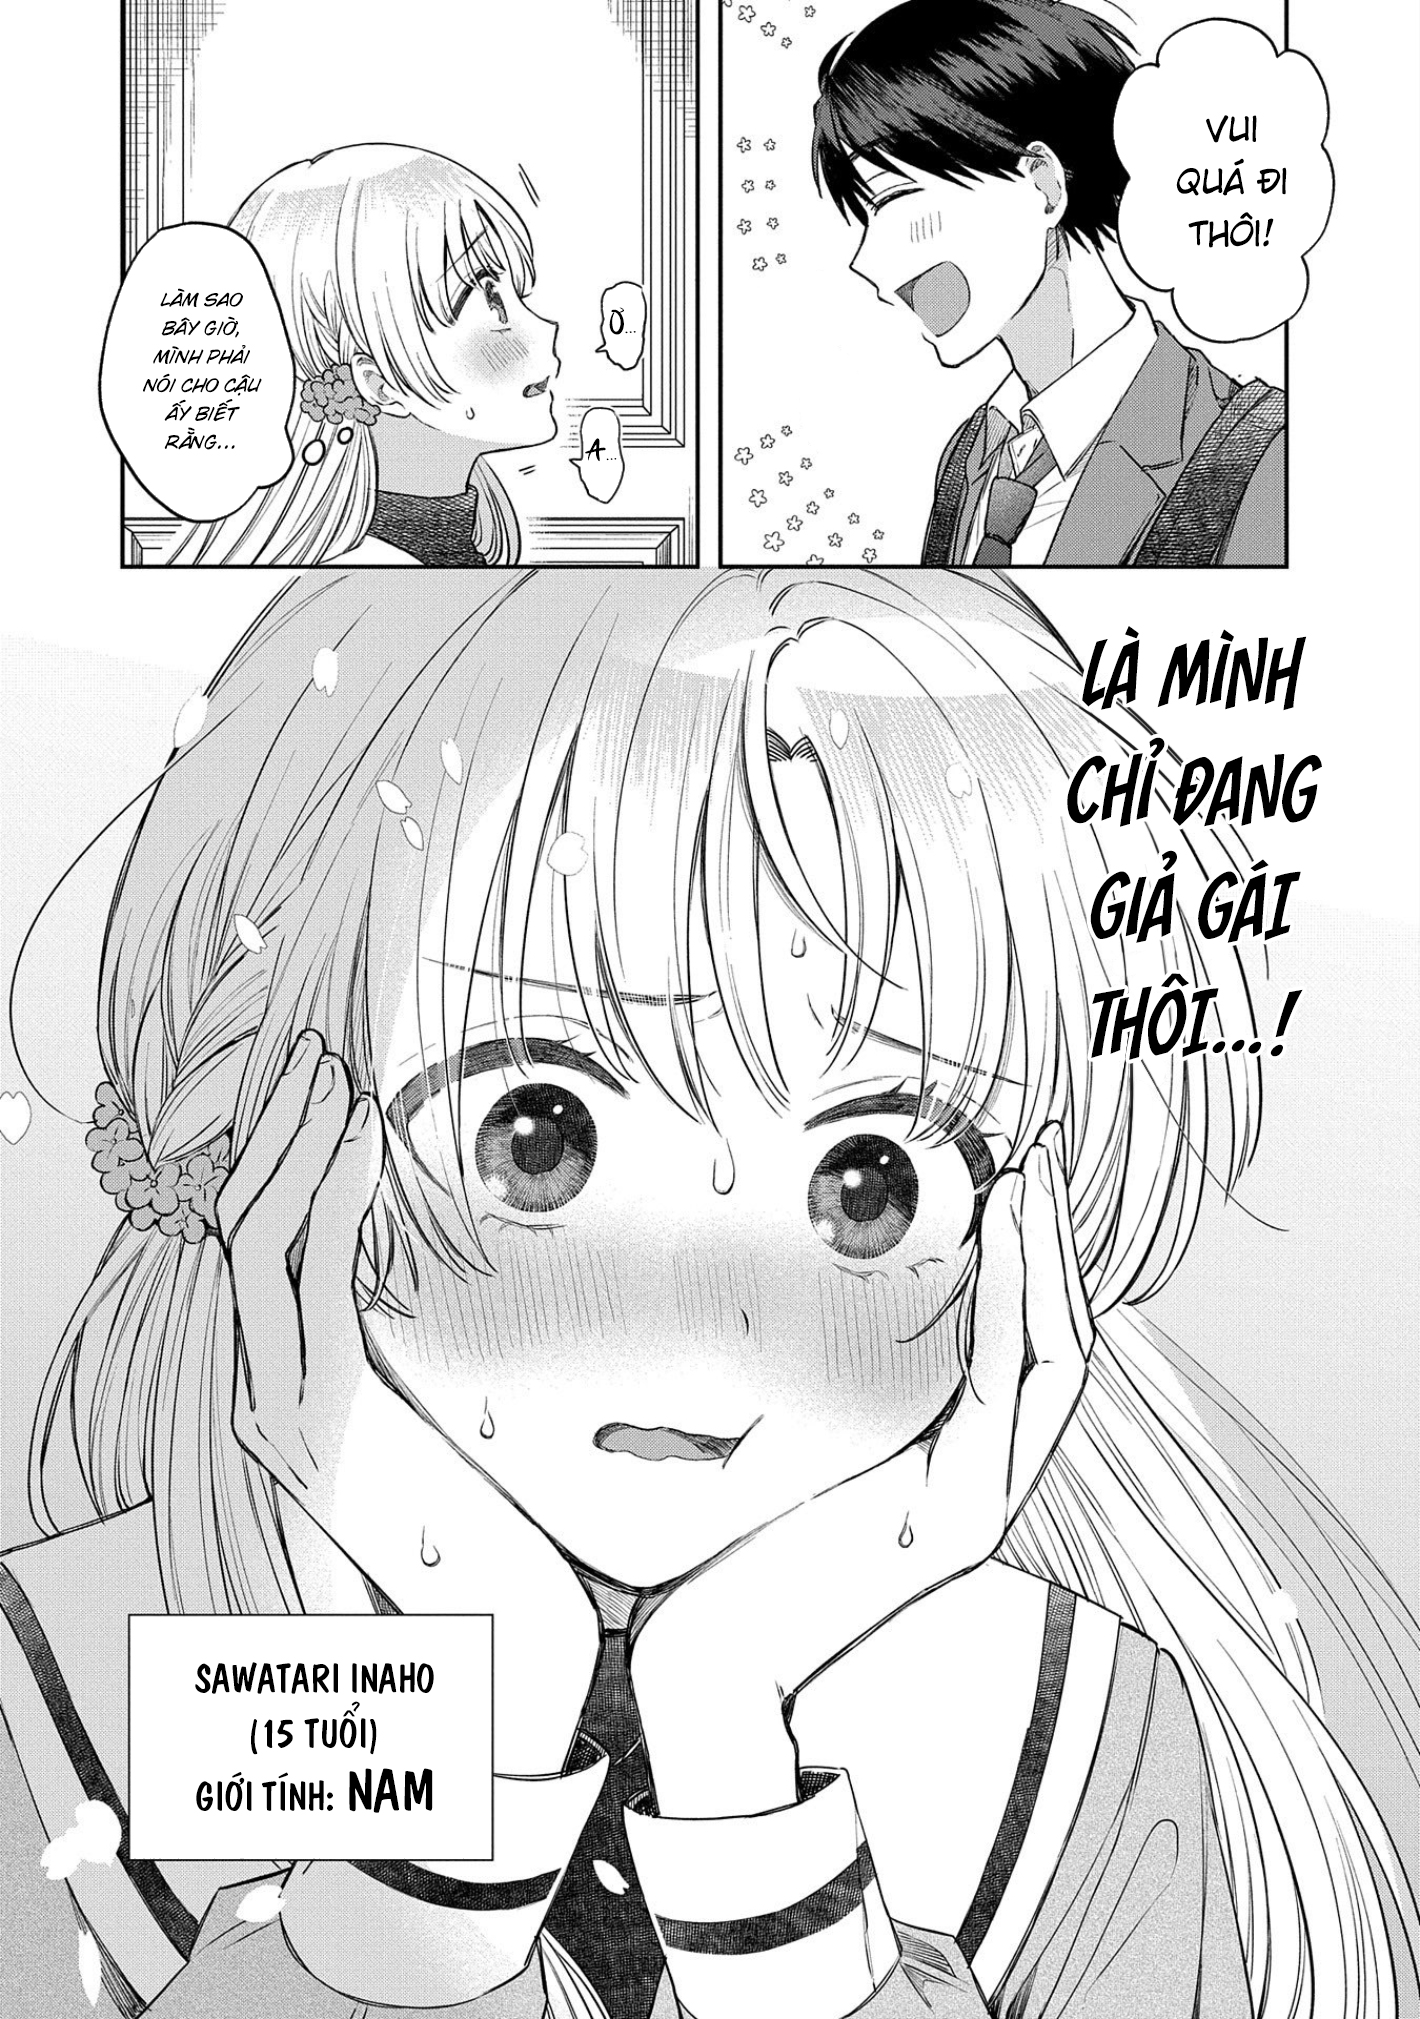 VUI
QUÁ ĐI
THÔI!
Ơ...
A...
LÀM SAO
BÂY GIỜ,
MÌNH PHẢI
NÓI CHO CẬU
ẤY BIẾT
RẰNG...
LÀ MÌNH
CHỈ ĐANG
GIẢ GÁI
THÔI...!
SAWATARI INAHO
(15 TUỔI)
GIỚI TÍNH: NAM